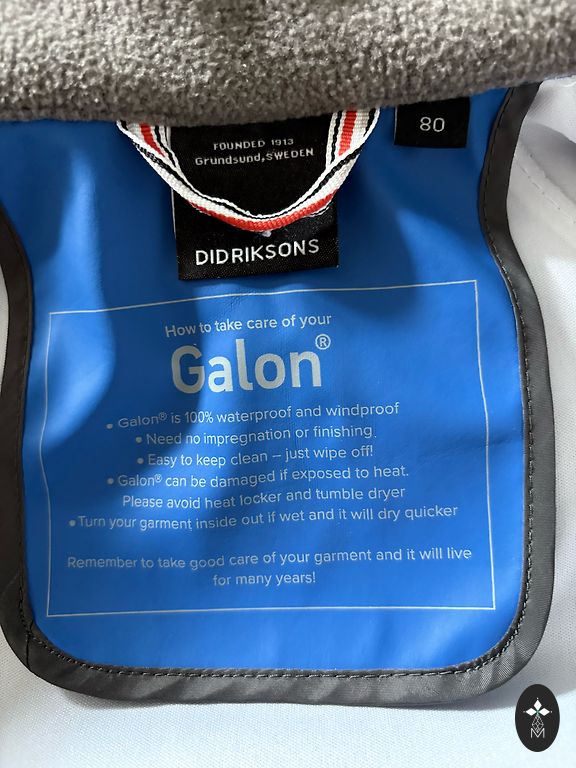 FOUNDED 1913
Grundsund, SWEDEN
80
DIDRIKSONS
How to take care of your
Galon®
• Galon® is 100% waterproof and windproof
• Need no impregnation or finishing.
• Easy to keep clean – just wipe off!
• Galon® can be damaged if exposed to heat.
Please avoid heat locker and tumble dryer
• Turn your garment inside out if wet and it will dry quicker
Remember to take good care of your garment and it will live
for many years!
M